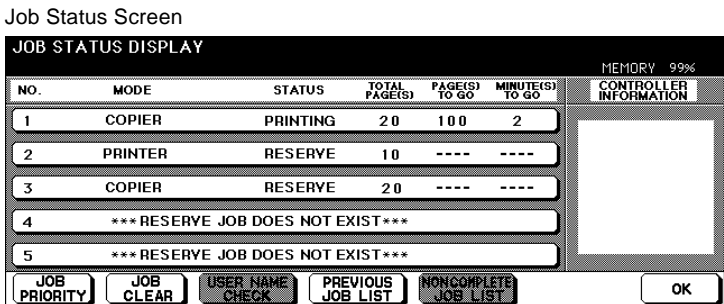 Job Status Screen
JOB STATUS DISPLAY
MEMORY 99%
NO. MODE STATUS TOTAL PAGE(S) PAGE(S) TO GO MINUTE(S) TO GO CONTROLLER INFORMATION
1 COPIER PRINTING 20 100 2
2 PRINTER RESERVE 10 ---- ----
3 COPIER RESERVE 20 ---- ----
4 ***RESERVE JOB DOES NOT EXIST***
5 ***RESERVE JOB DOES NOT EXIST***
JOB PRIORITY JOB CLEAR USER NAME CHECK PREVIOUS JOB LIST NONCOMPLETE JOB LIST OK